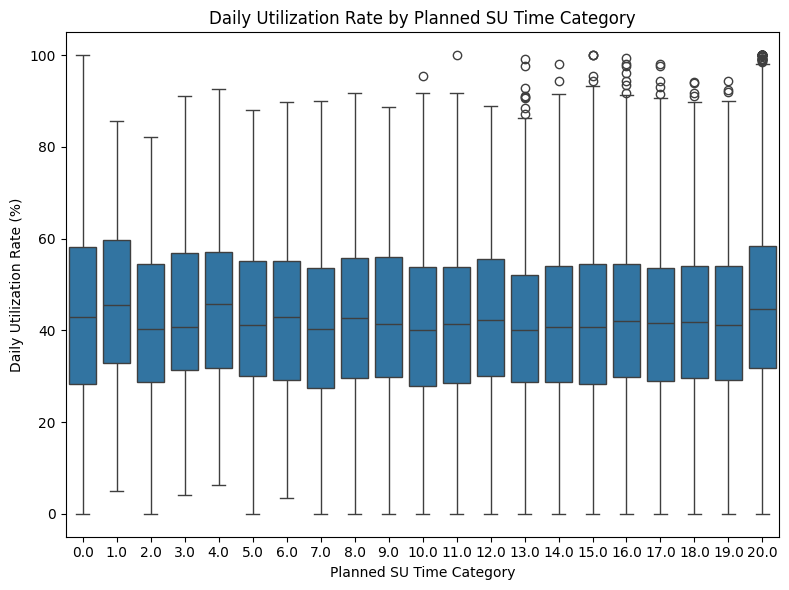 Daily Utilization Rate by Planned SU Time Category
Daily Utilization Rate (%)
100
80
60
40
20
0
0.0 1.0 2.0 3.0 4.0 5.0 6.0 7.0 8.0 9.0 10.0 11.0 12.0 13.0 14.0 15.0 16.0 17.0 18.0 19.0 20.0
Planned SU Time Category